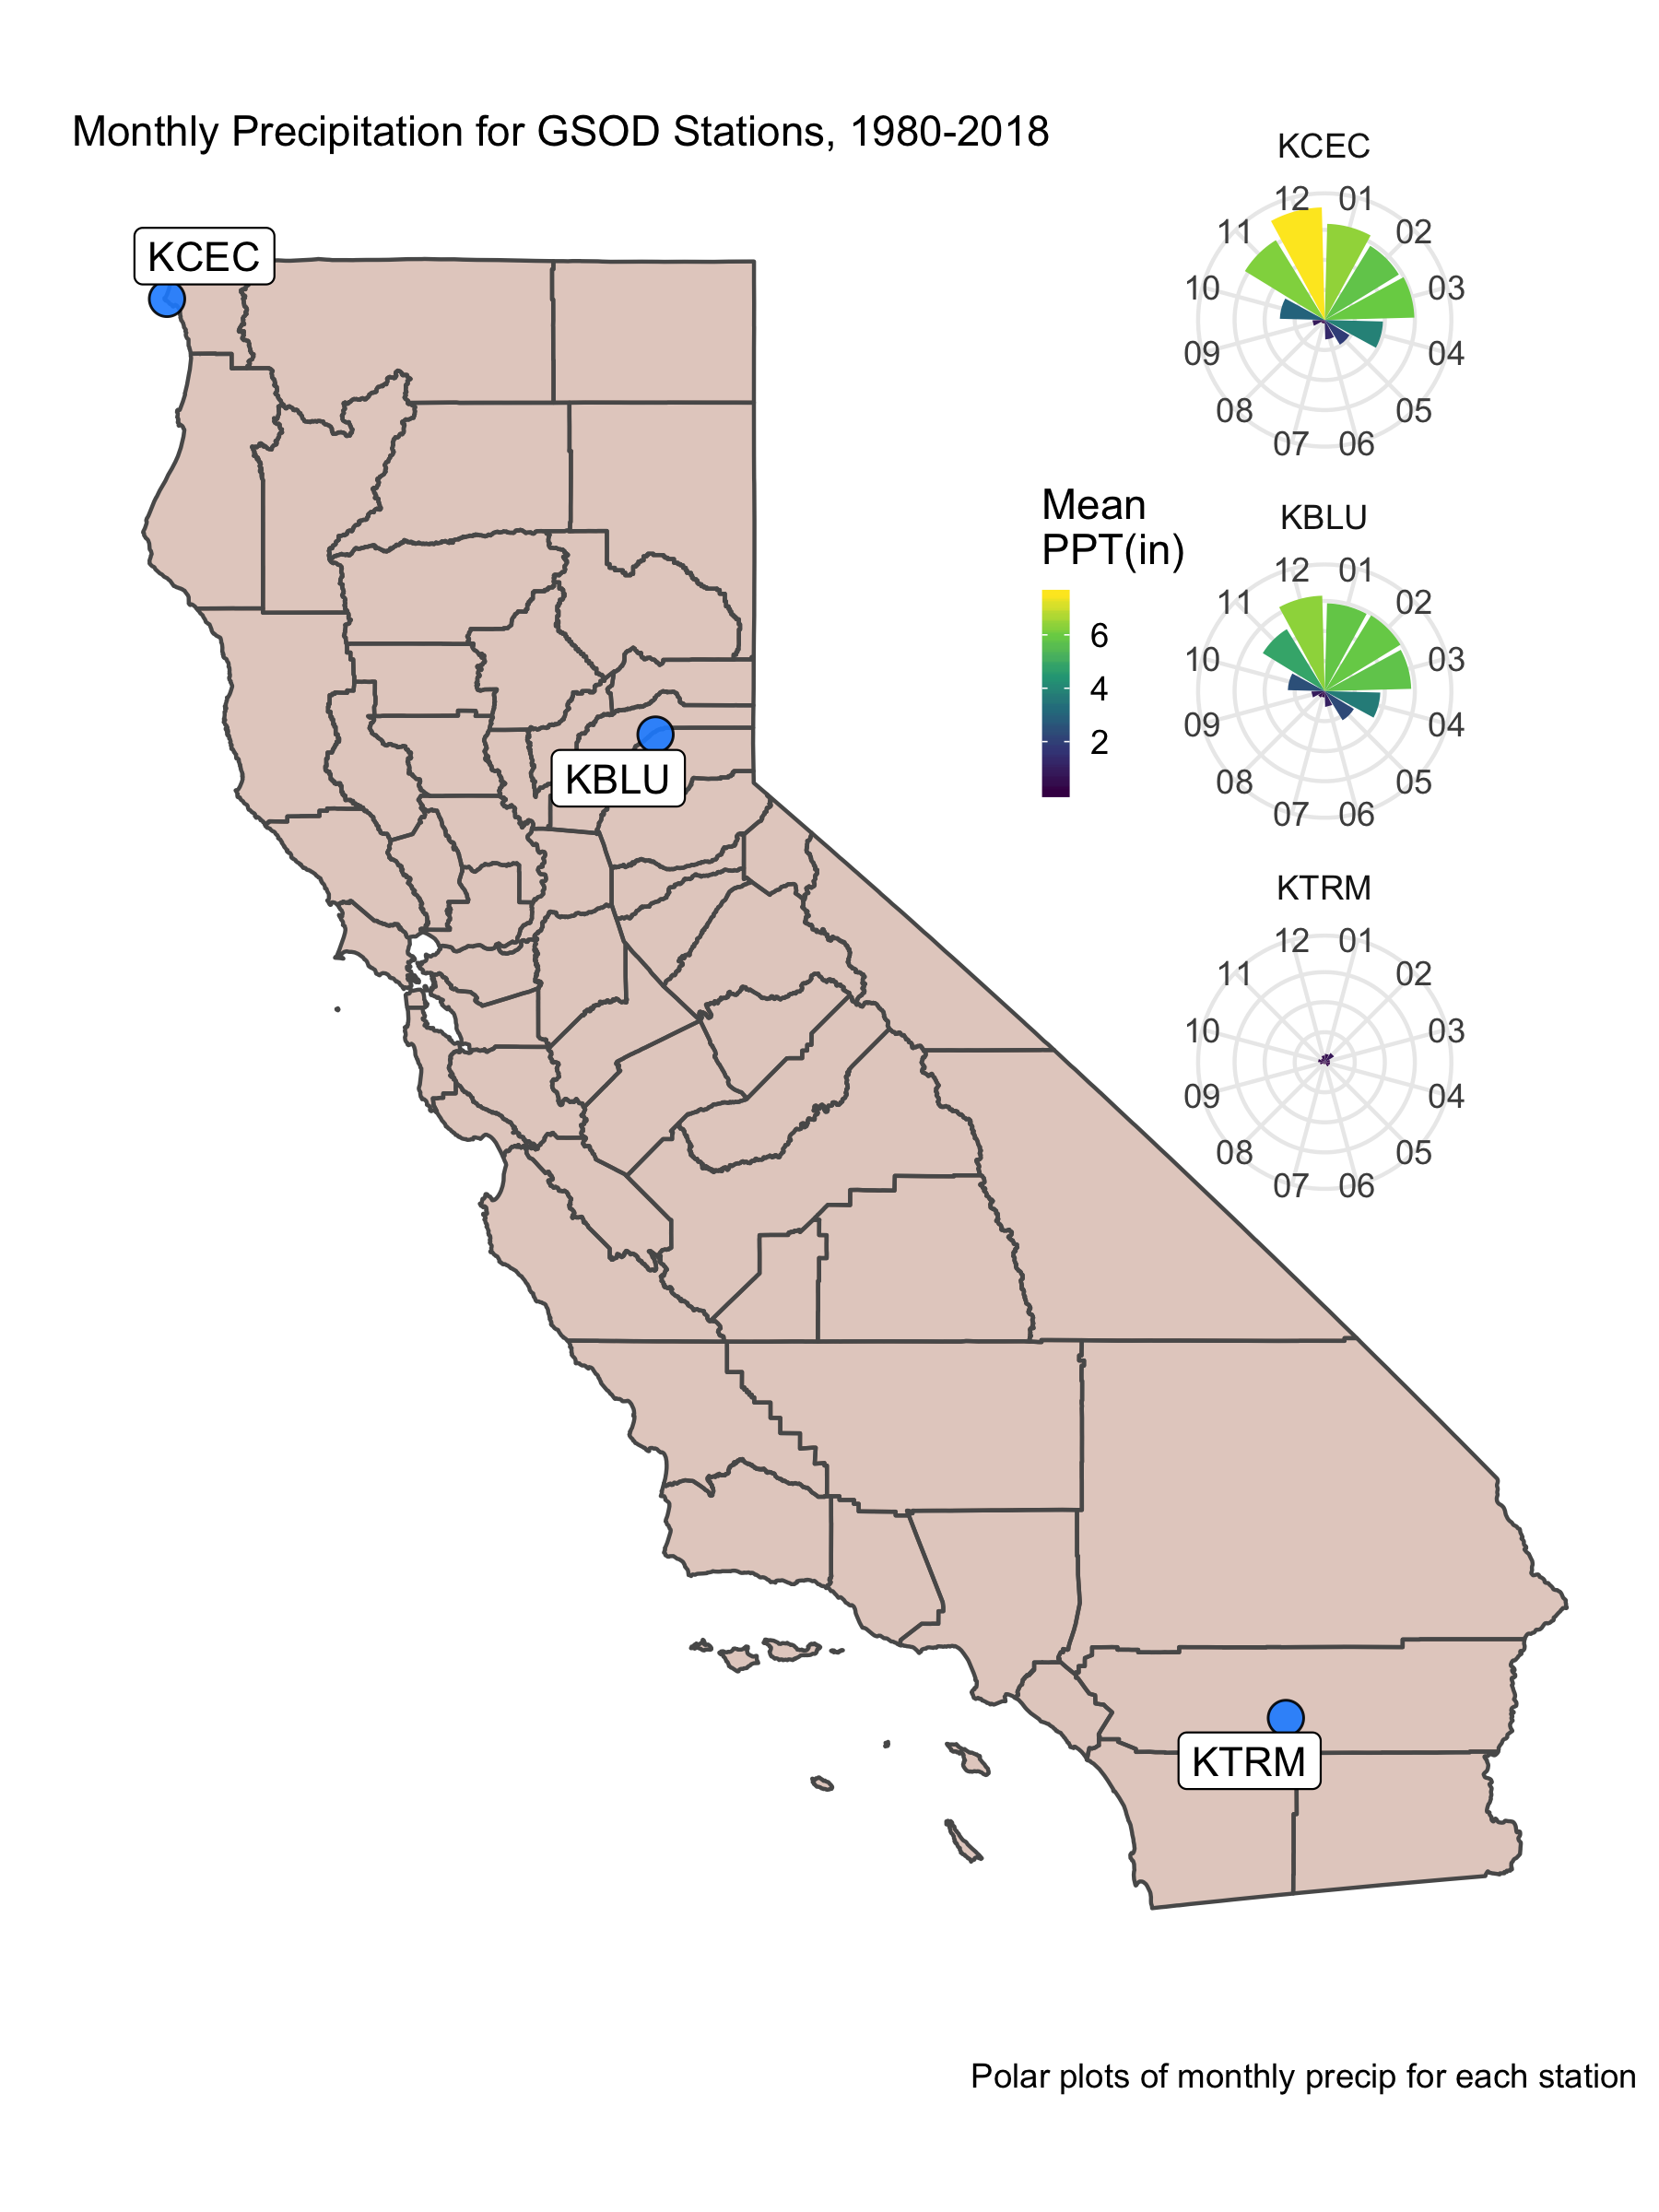 Monthly Precipitation for GSOD Stations, 1980-2018
KCEC
12 01
11 02
10 03
09 04
08 05
07 06
KCEC
Mean
PPT(in)
6
4
2
KBLU
12 01
11 02
10 03
09 04
08 05
07 06
KBLU
KTRM
12 01
11 02
10 03
09 04
08 05
07 06
KTRM
Polar plots of monthly precip for each station